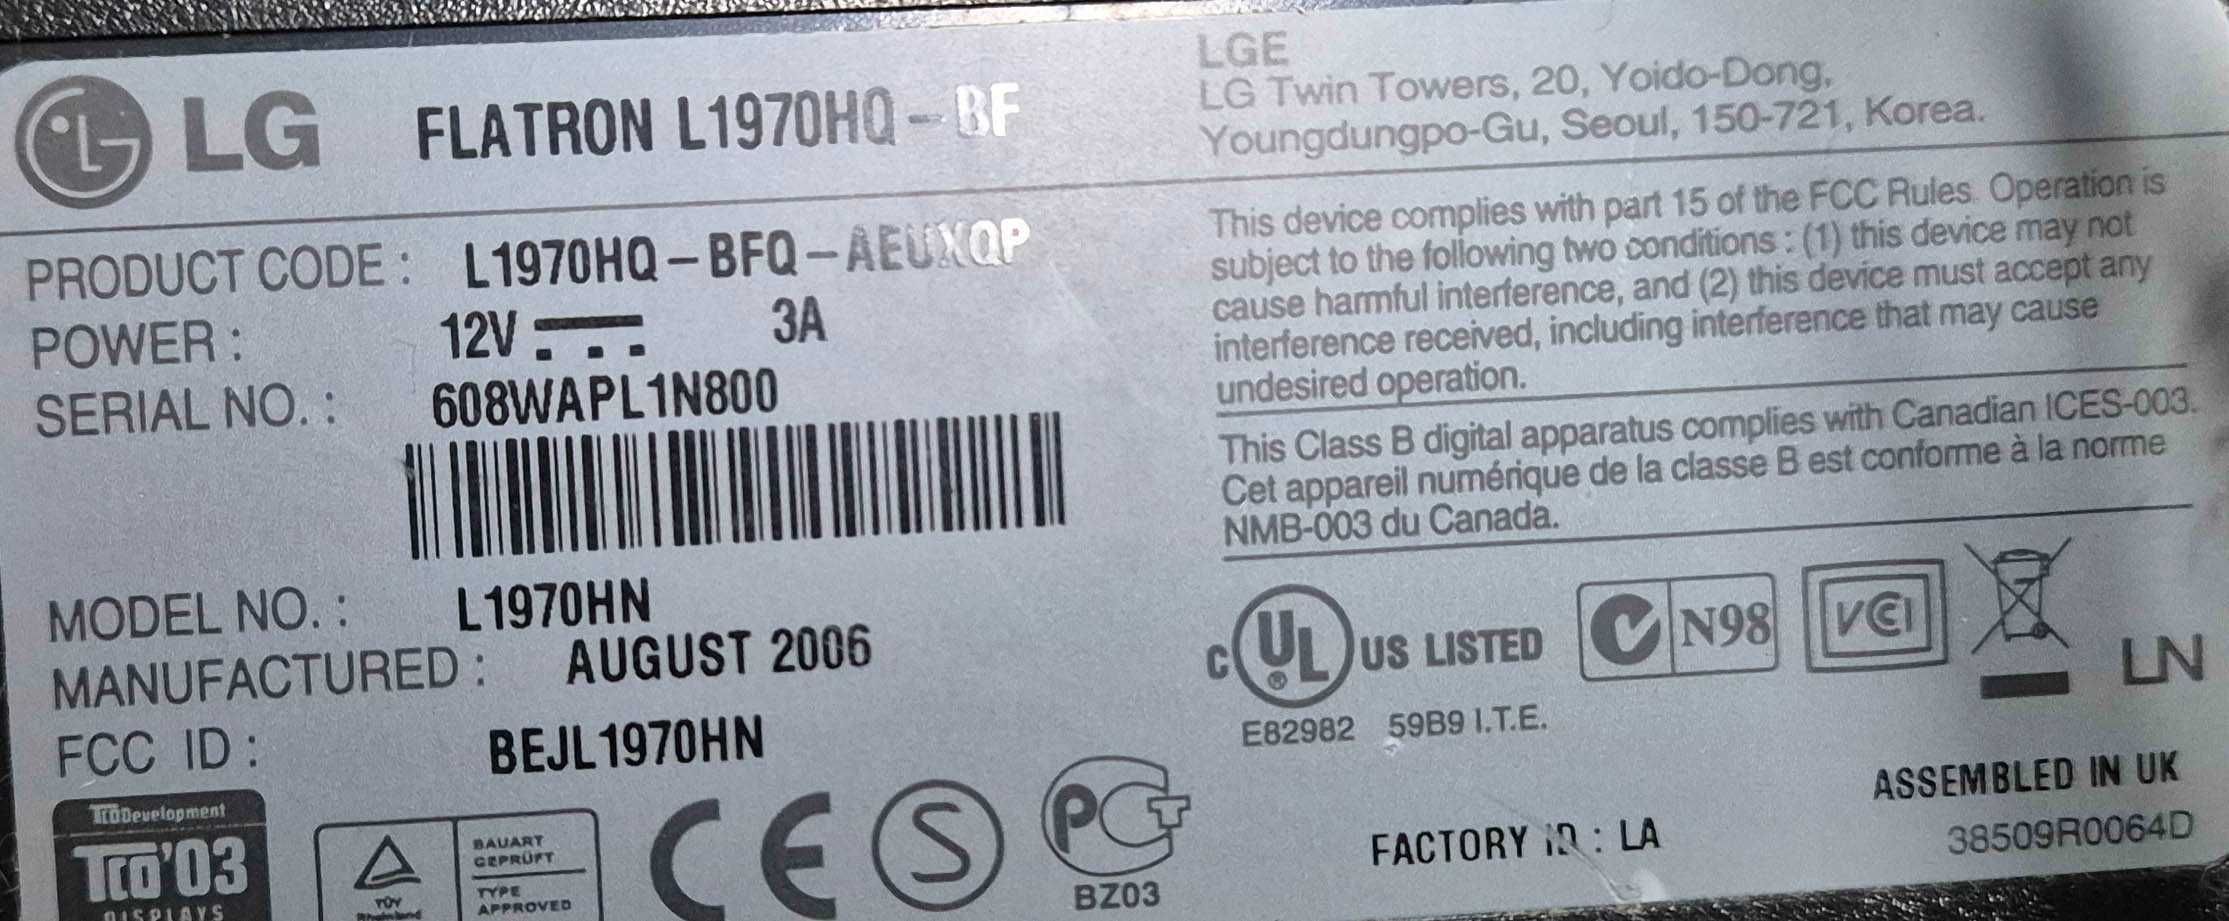 LG FLATRON L1970HQ-BF
PRODUCT CODE : L1970HQ-BFQ-AEUXQP
POWER : 12V 3A
SERIAL NO. : 608WAPL1N800
MODEL NO. : L1970HN
MANUFACTURED : AUGUST 2006
FCC ID : BEJL1970HN
TCO Development
TCO'03
DISPLAYS
TÜV
Rheinland
BAUART
GEPRÜFT
TYPE
APPROVED
CE
S
PCT
BZ03
LGE
LG Twin Towers, 20, Yoido-Dong,
Youngdungpo-Gu, Seoul, 150-721, Korea.
This device complies with part 15 of the FCC Rules. Operation is
subject to the following two conditions : (1) this device may not
cause harmful interference, and (2) this device must accept any
interference received, including interference that may cause
undesired operation.
This Class B digital apparatus complies with Canadian ICES-003.
Cet appareil numérique de la classe B est conforme à la norme
NMB-003 du Canada.
C UL ® US LISTED
N98
VCCI
LN
E82982 59B9 I.T.E.
ASSEMBLED IN UK
FACTORY ID : LA
38509R0064D